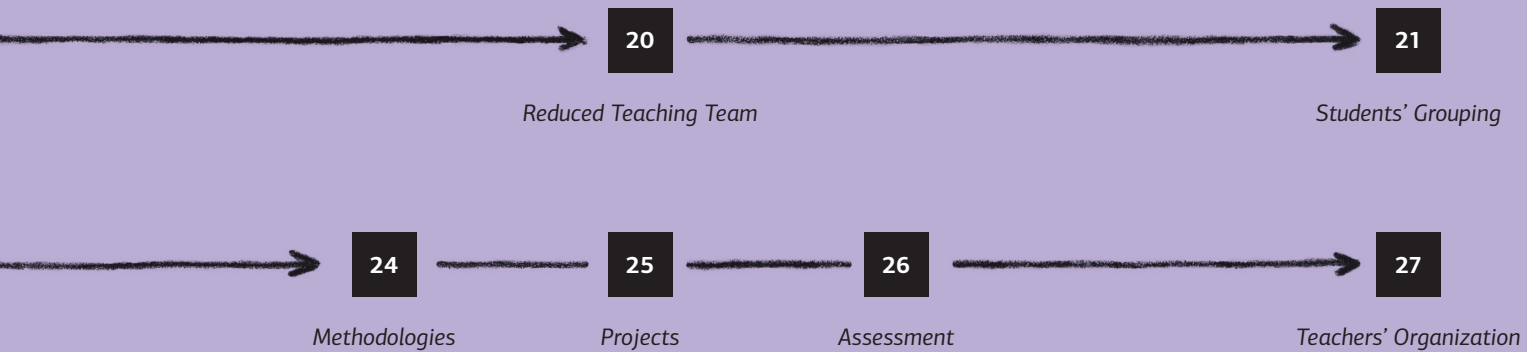 20 21
Reduced Teaching Team Students’ Grouping
24 25 26 27
Methodologies Projects Assessment Teachers’ Organization